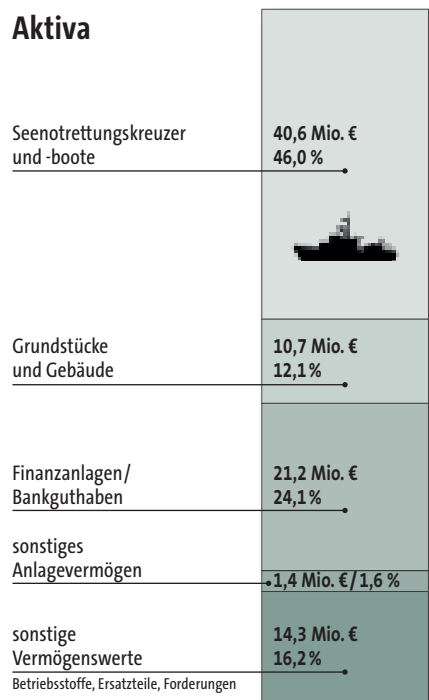 Aktiva
Seenotrettungskreuzer
und -boote
40,6 Mio. €
46,0 %
Grundstücke
und Gebäude
10,7 Mio. €
12,1 %
Finanzanlagen /
Bankguthaben
21,2 Mio. €
24,1 %
sonstiges
Anlagevermögen
1,4 Mio. € / 1,6 %
sonstige
Vermögenswerte
Betriebsstoffe, Ersatzteile, Forderungen
14,3 Mio. €
16,2 %